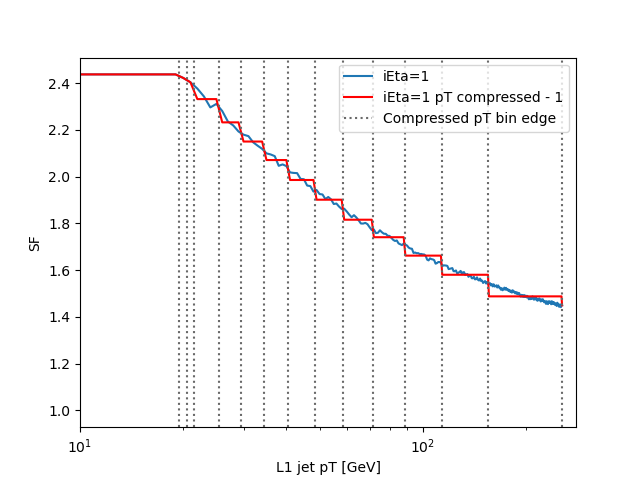 iEta=1
iEta=1 pT compressed - 1
Compressed pT bin edge
2.4
2.2
2.0
1.8
1.6
1.4
1.2
1.0
SF
10¹
10²
L1 jet pT [GeV]